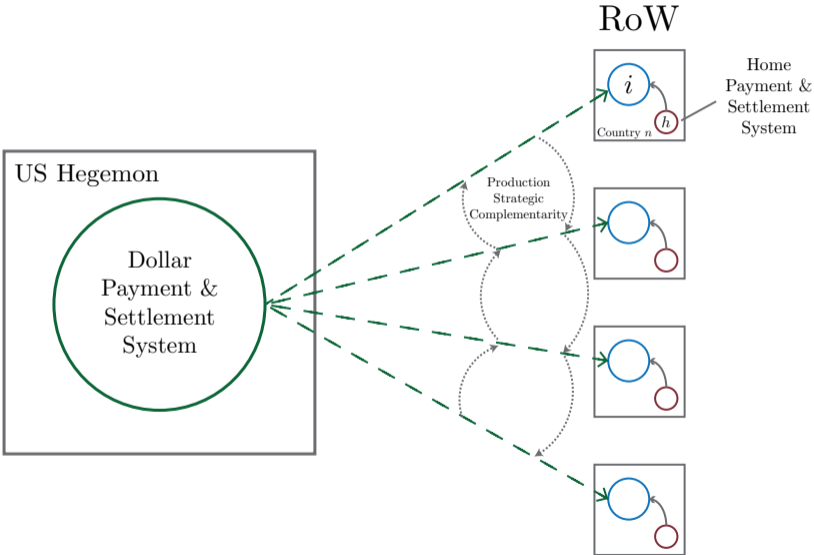 RoW
US Hegemon
Dollar
Payment &
Settlement
System
Production
Strategic
Complementarity
i
h
Country n
Home
Payment &
Settlement
System